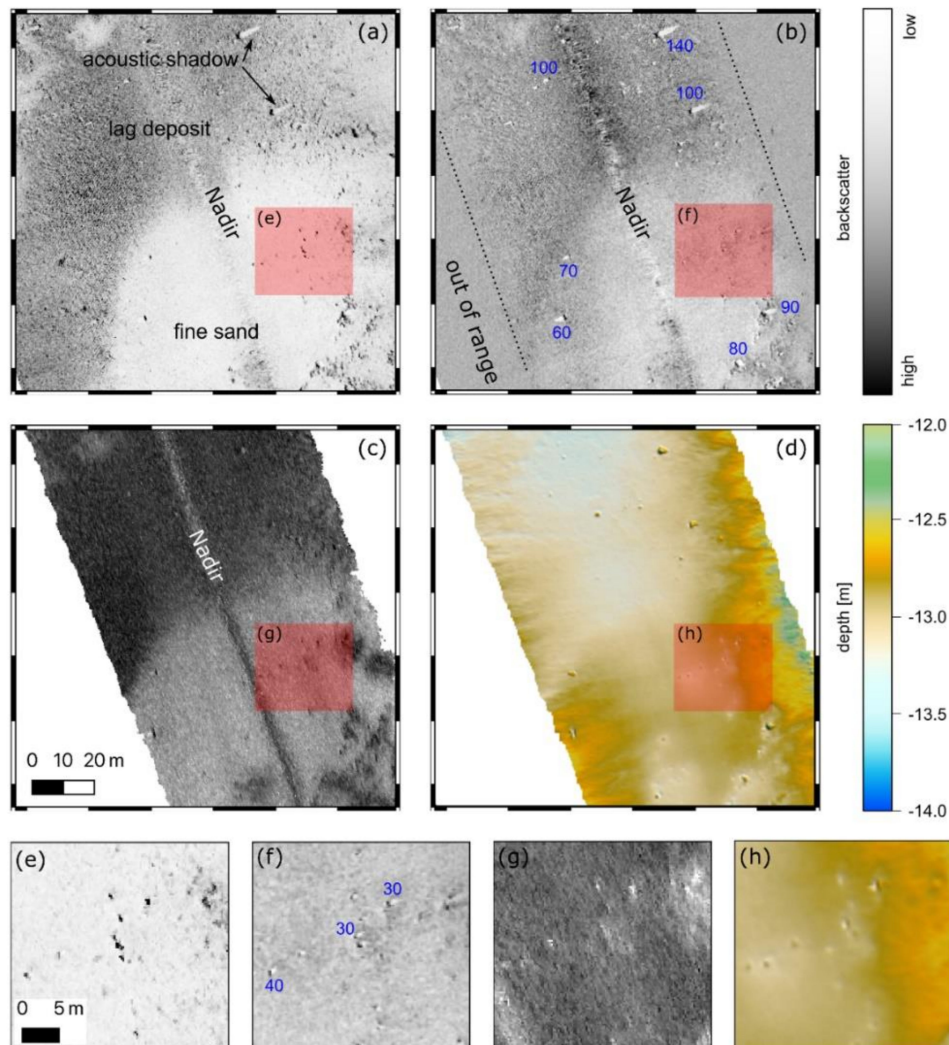 (a)
acoustic shadow
lag deposit
Nadir
(e)
fine sand
(b)
140
100
100
Nadir
(f)
70
out of range
60
90
80
low
backscatter
high
(c)
Nadir
(g)
0 10 20 m
(d)
(h)
depth [m]
-12.0
-12.5
-13.0
-13.5
-14.0
(e)
0 5 m
(f)
30
30
40
(g)
(h)